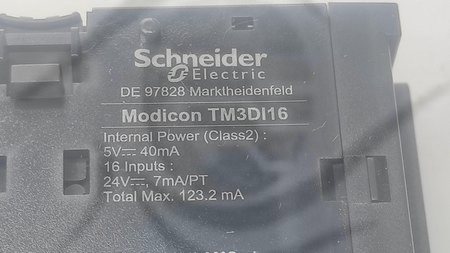 Schneider
Electric
DE 97828 Marktheidenfeld
Modicon TM3DI16
Internal Power (Class2) :
5V⎓ 40mA
16 Inputs :
24V⎓, 7mA/PT
Total Max. 123.2 mA